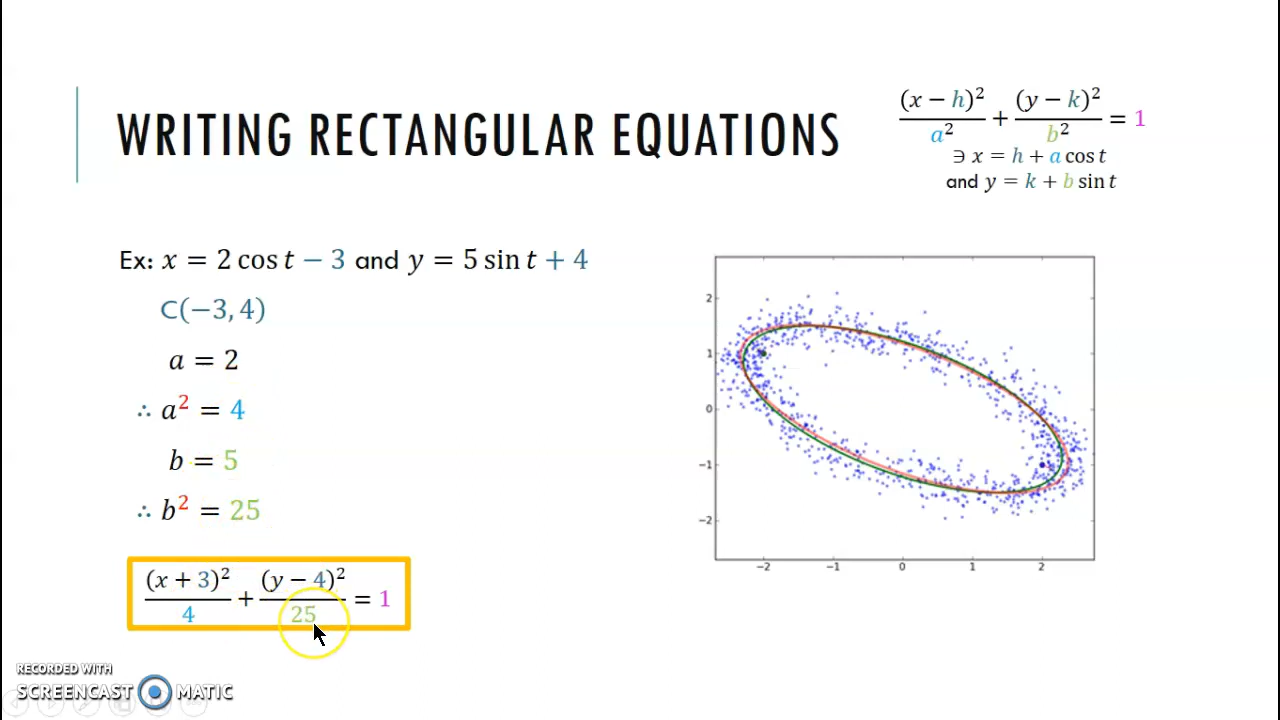 WRITING RECTANGULAR EQUATIONS
(x − h)²/a² + (y − k)²/b² = 1
∋ x = h + a cos t
and y = k + b sin t
Ex: x = 2 cos t − 3 and y = 5 sin t + 4
C(−3, 4)
a = 2
∴ a² = 4
b = 5
∴ b² = 25
(x + 3)²/4 + (y − 4)²/25 = 1
2
1
0
−1
−2
−2 −1 0 1 2
RECORDED WITH
SCREENCAST MATIC